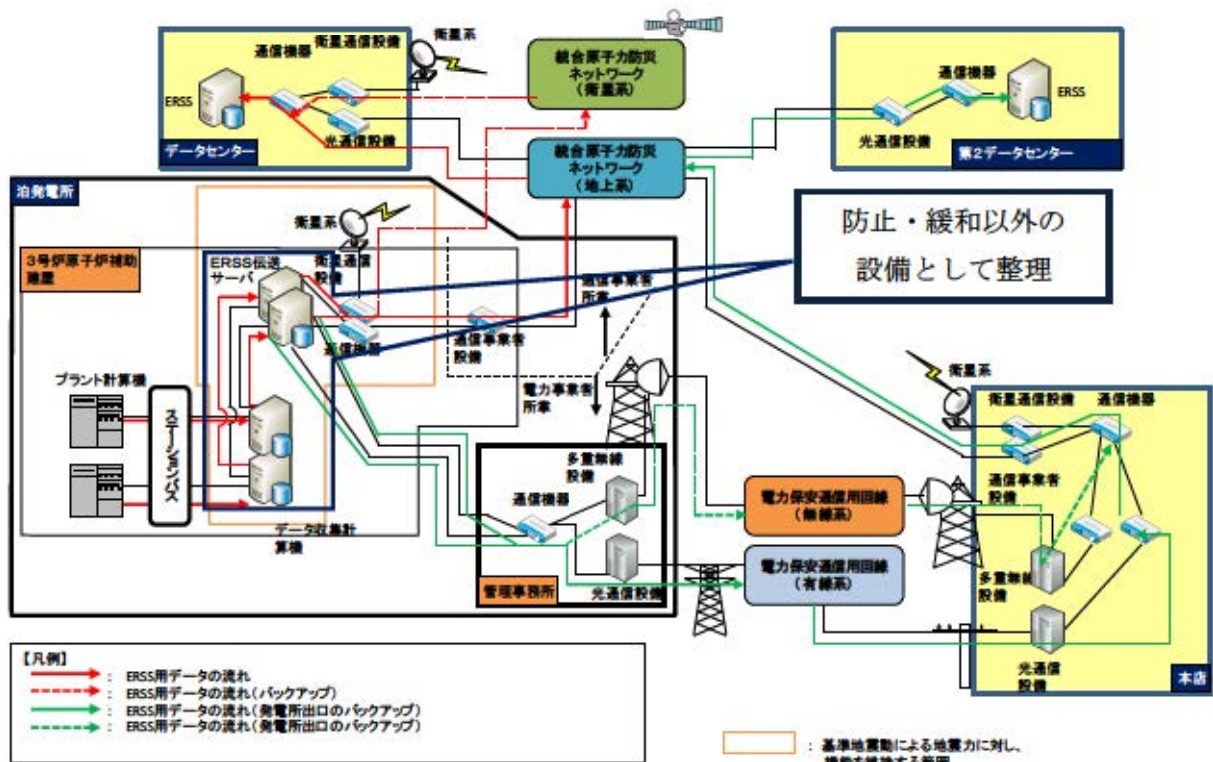 通信機器
衛星通信設備
衛星系
ERSS
光通信設備
データセンター
統合原子力防災
ネットワーク
(衛星系)
統合原子力防災
ネットワーク
(地上系)
通信機器
ERSS
光通信設備
第2データセンター
泊発電所
3号炉原子炉補助
建屋
ERSS伝送
サーバ
衛星系
衛星通信
設備
通信機器
通信事業者
所掌
通信事業者
設備
電力事業者
所掌
防止・緩和以外の
設備として整理
プラント計算機
ステーションバス
データ収集計
算機
通信機器
多重無線
設備
光通信設備
管理事務所
電力保安通信用回線
(無線系)
電力保安通信用回線
(有線系)
衛星系
衛星通信設備
通信機器
通信事業者
設備
多重無線
設備
光通信
設備
本店
【凡例】
: ERSS用データの流れ
: ERSS用データの流れ(バックアップ)
: ERSS用データの流れ(発電所出口のバックアップ)
: ERSS用データの流れ(発電所出口のバックアップ)
: 基準地震動による地震力に対し、
機能を維持する範囲